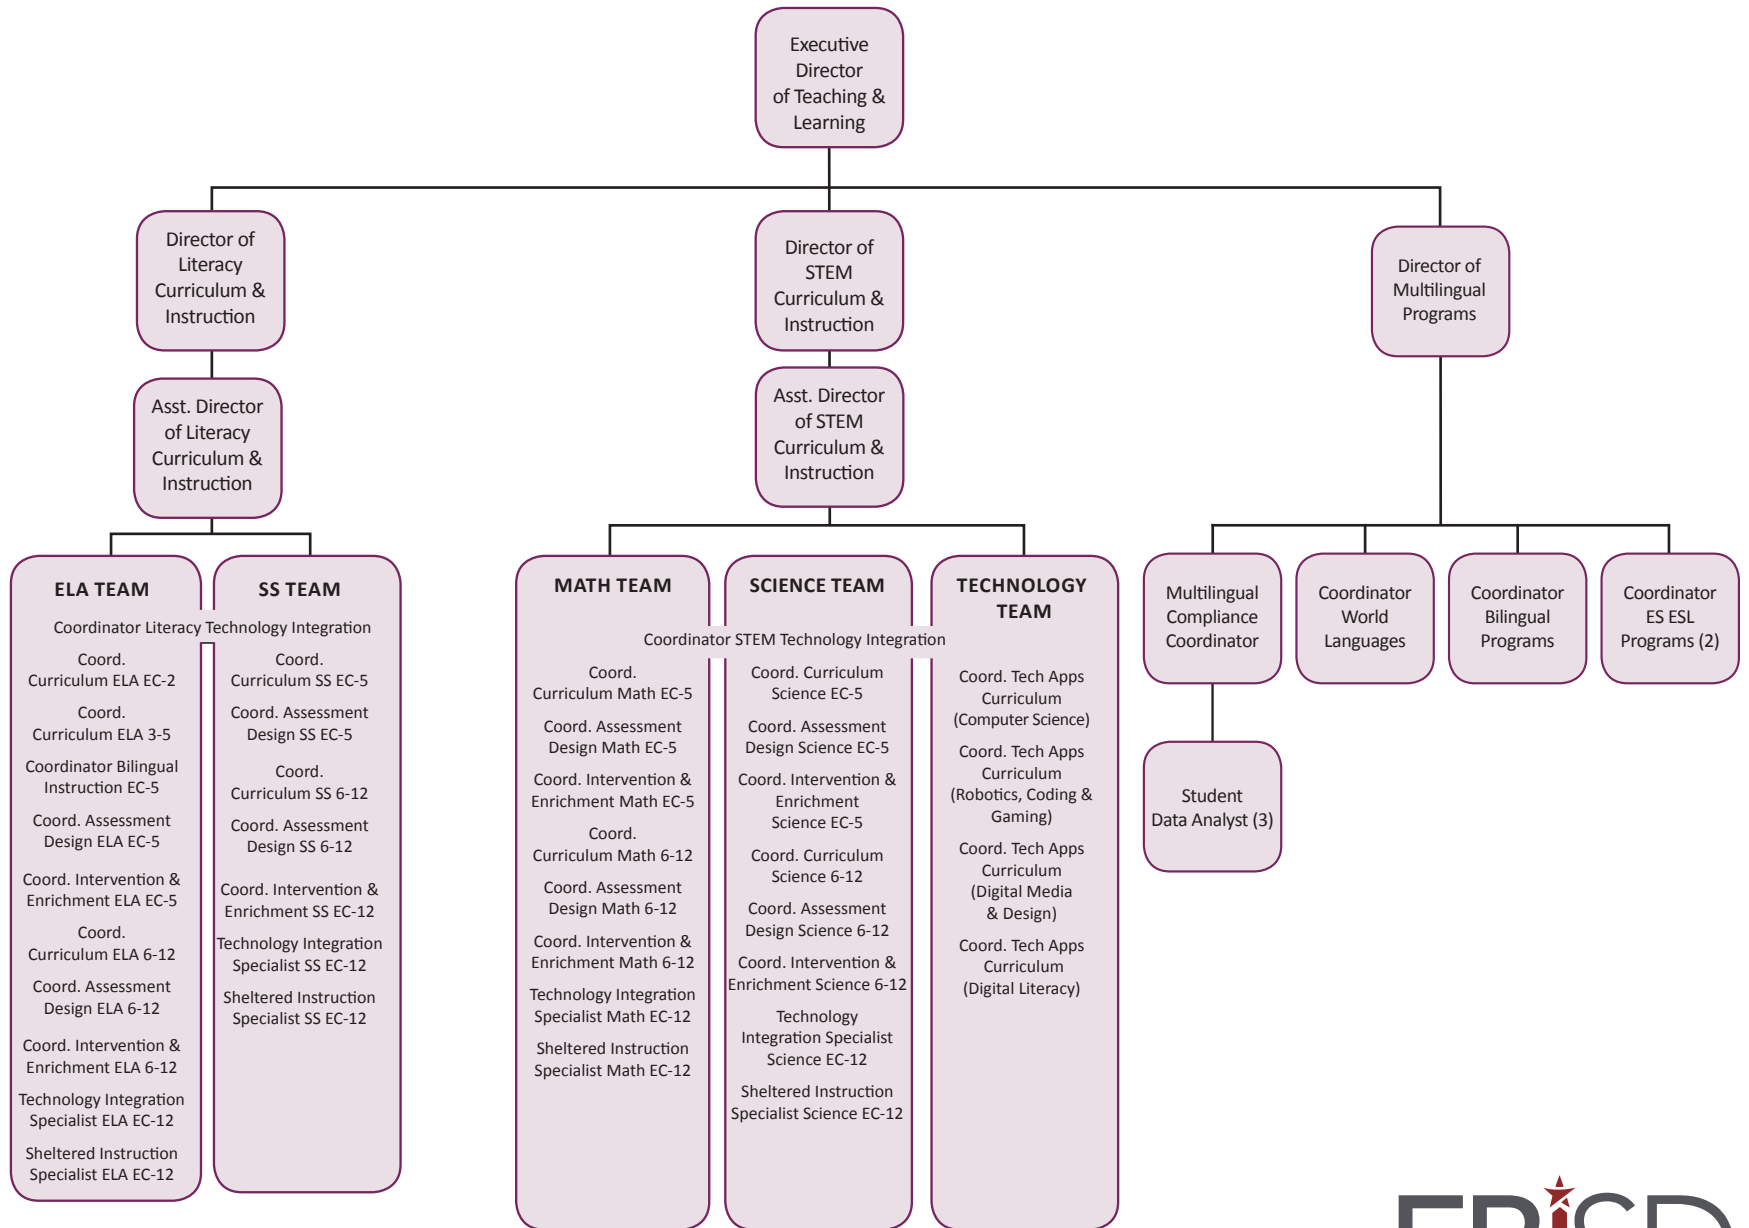 Executive
Director
of Teaching &
Learning
Director of
Literacy
Curriculum &
Instruction
Director of
STEM
Curriculum &
Instruction
Director of
Multilingual
Programs
Asst. Director
of Literacy
Curriculum &
Instruction
Asst. Director
of STEM
Curriculum &
Instruction
ELA TEAM
SS TEAM
Coordinator Literacy Technology Integration
Coord.
Curriculum ELA EC-2
Coord.
Curriculum ELA 3-5
Coordinator Bilingual
Instruction EC-5
Coord. Assessment
Design ELA EC-5
Coord. Intervention &
Enrichment ELA EC-5
Coord.
Curriculum ELA 6-12
Coord. Assessment
Design ELA 6-12
Coord. Intervention &
Enrichment ELA 6-12
Technology Integration
Specialist ELA EC-12
Sheltered Instruction
Specialist ELA EC-12
Coord.
Curriculum SS EC-5
Coord. Assessment
Design SS EC-5
Coord.
Curriculum SS 6-12
Coord. Assessment
Design SS 6-12
Coord. Intervention &
Enrichment SS EC-12
Technology Integration
Specialist SS EC-12
Sheltered Instruction
Specialist SS EC-12
MATH TEAM
SCIENCE TEAM
TECHNOLOGY
TEAM
Coordinator STEM Technology Integration
Coord.
Curriculum Math EC-5
Coord. Assessment
Design Math EC-5
Coord. Intervention &
Enrichment Math EC-5
Coord.
Curriculum Math 6-12
Coord. Assessment
Design Math 6-12
Coord. Intervention &
Enrichment Math 6-12
Technology Integration
Specialist Math EC-12
Sheltered Instruction
Specialist Math EC-12
Coord. Curriculum
Science EC-5
Coord. Assessment
Design Science EC-5
Coord. Intervention &
Enrichment
Science EC-5
Coord. Curriculum
Science 6-12
Coord. Assessment
Design Science 6-12
Coord. Intervention &
Enrichment Science 6-12
Technology
Integration Specialist
Science EC-12
Sheltered Instruction
Specialist Science EC-12
Coord. Tech Apps
Curriculum
(Computer Science)
Coord. Tech Apps
Curriculum
(Robotics, Coding &
Gaming)
Coord. Tech Apps
Curriculum
(Digital Media
& Design)
Coord. Tech Apps
Curriculum
(Digital Literacy)
Multilingual
Compliance
Coordinator
Coordinator
World
Languages
Coordinator
Bilingual
Programs
Coordinator
ES ESL
Programs (2)
Student
Data Analyst (3)